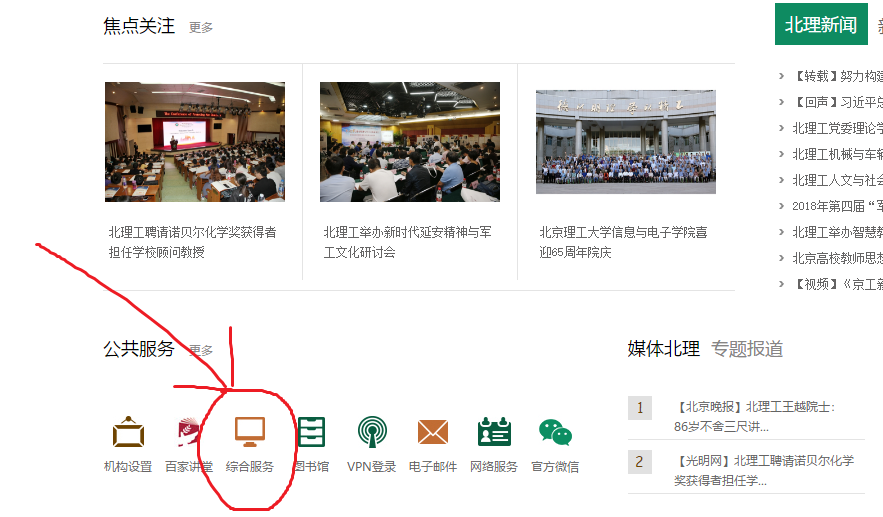 焦点关注 更多
北理工聘请诺贝尔化学奖获得者
担任学校顾问教授
北理工举办新时代延安精神与军
工文化研讨会
北京理工大学信息与电子学院喜
迎65周年院庆
北理新闻
【转载】努力构建
【回声】习近平总
北理工党委理论学
北理工机械与车辆
北理工人文与社会
2018年第四届“军
北理工举办智慧教
北京高校教师思想
【视频】《京工新
公共服务 更多
机构设置 百家讲堂 综合服务 图书馆 VPN登录 电子邮件 网络服务 官方微信
媒体北理 专题报道
1 【北京晚报】北理工王越院士：
86岁不舍三尺讲...
2 【光明网】北理工聘请诺贝尔化学
奖获得者担任学...